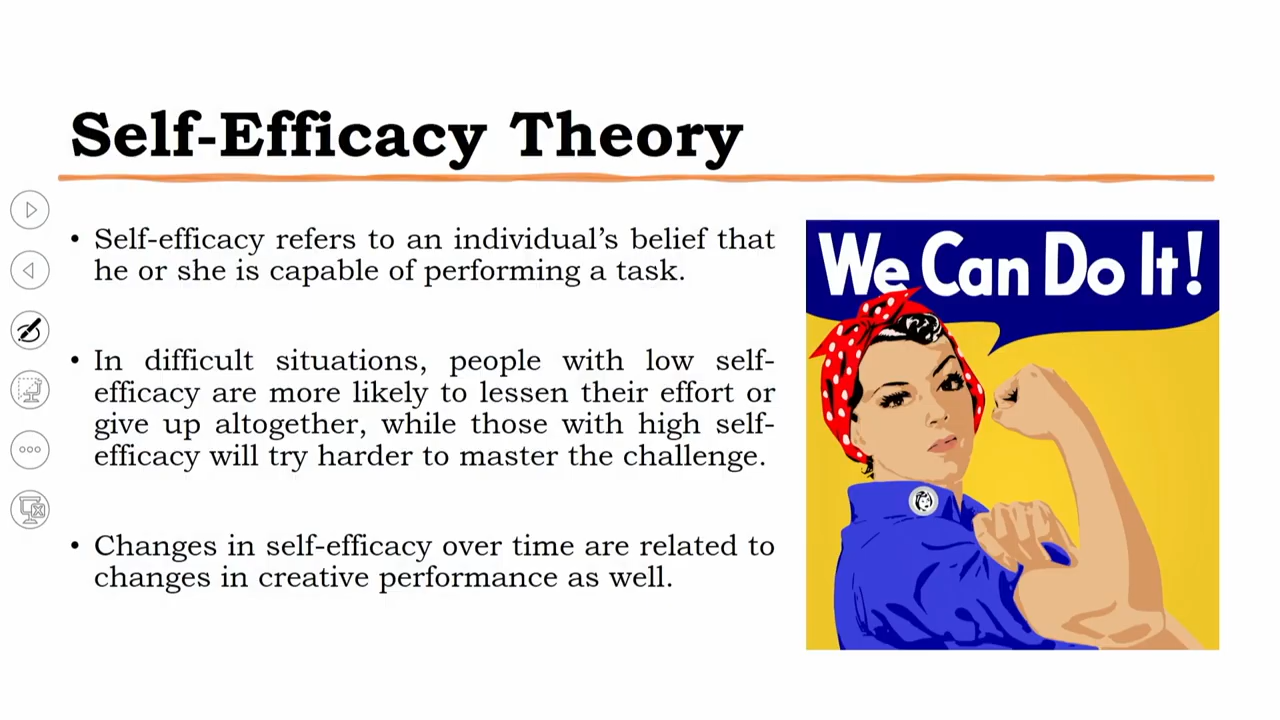 Self-Efficacy Theory
• Self-efficacy refers to an individual’s belief that
he or she is capable of performing a task.
• In difficult situations, people with low self-
efficacy are more likely to lessen their effort or
give up altogether, while those with high self-
efficacy will try harder to master the challenge.
• Changes in self-efficacy over time are related to
changes in creative performance as well.
We Can Do It!